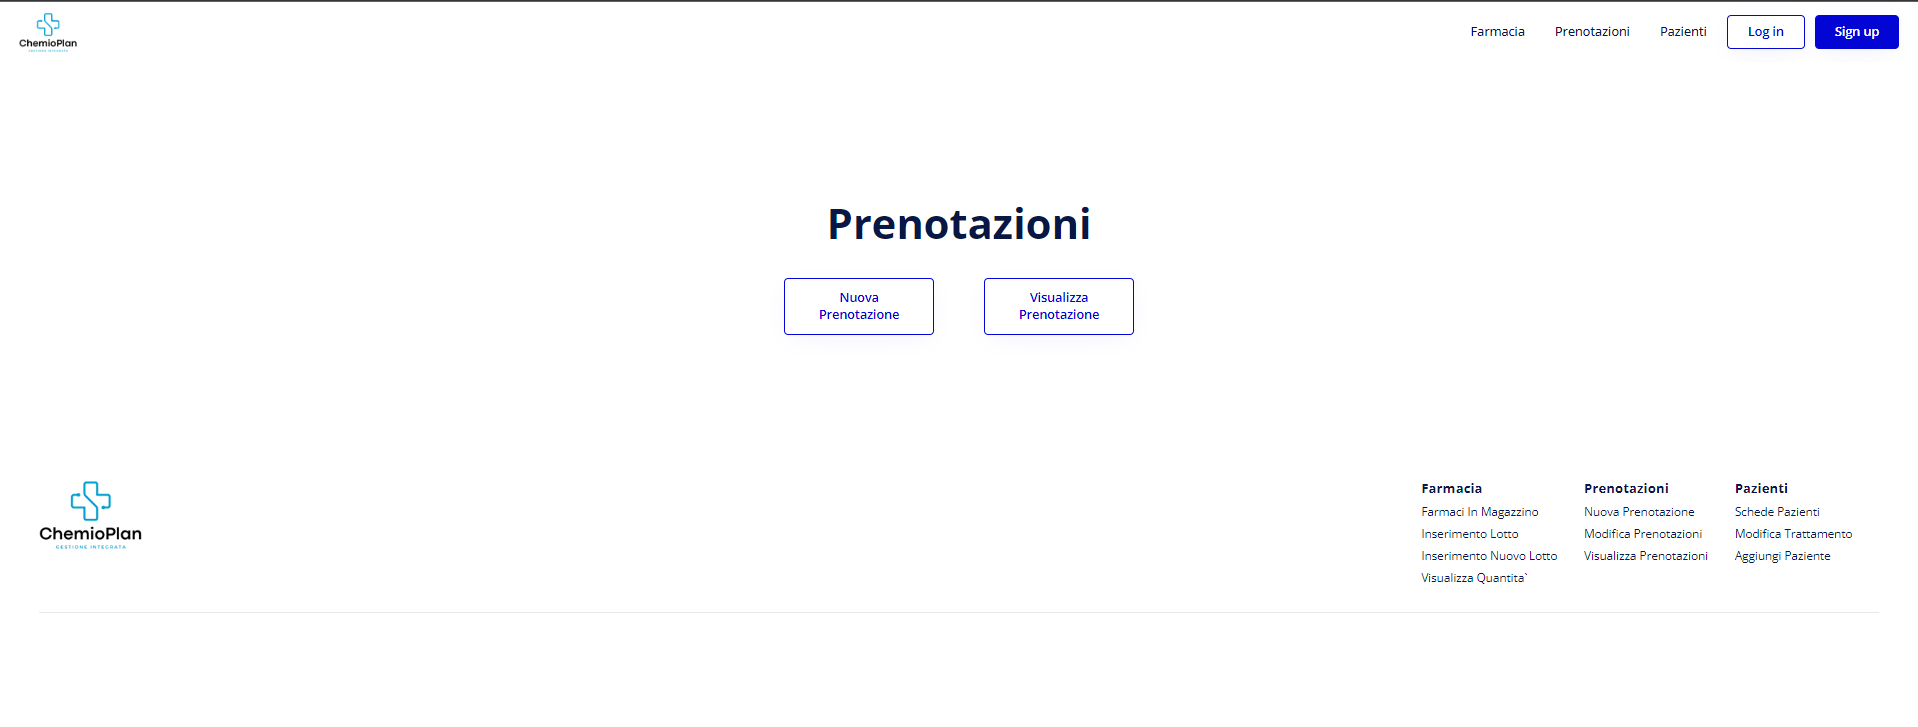 ChemioPlan
Farmacia
Prenotazioni
Pazienti
Log in
Sign up
Prenotazioni
Nuova
Prenotazione
Visualizza
Prenotazione
ChemioPlan
GESTIONE INTEGRATA
Farmacia
Farmaci In Magazzino
Inserimento Lotto
Inserimento Nuovo Lotto
Visualizza Quantita`
Prenotazioni
Nuova Prenotazione
Modifica Prenotazioni
Visualizza Prenotazioni
Pazienti
Schede Pazienti
Modifica Trattamento
Aggiungi Paziente